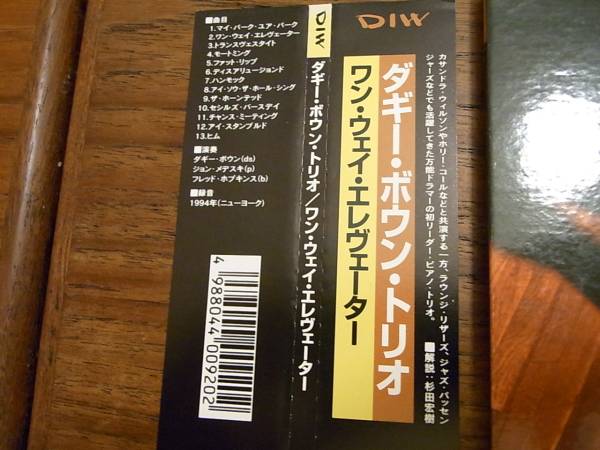 ■曲目
1.マイ・パーク・ユア・パーク
2.ワン・ウェイ・エレヴェーター
3.トランスヴェスタイト
4.モートミング
5.ファット・リップ
6.ディスアリュージョンド
7.ハンモック
8.アイ・ソウ・ザ・ホール・シング
9.ザ・ホーンテッド
10.セシルズ・バースデイ
11.チャンス・ミーティング
12.アイ・スタンブルド
13.ヒム
■演奏
ダギー・ボウン(ds)
ジョン・メデスキ(p)
フレッド・ホプキンス(b)
■録音
1994年(ニューヨーク)
4 988044 009202
DIW
ダギー・ボウン・トリオ/ワン・ウェイ・エレヴェーター
DIW
ダギー・ボウン・トリオ
ワン・ウェイ・エレヴェーター
カサンドラ・ウィルソンやホリー・コールなどと共演する一方、ラウンジ・リザーズ、ジャズ・パッセン
ジャーズなどでも活躍してきた万能ドラマーの初リーダー・ピアノ・トリオ。
■解説：杉田宏樹